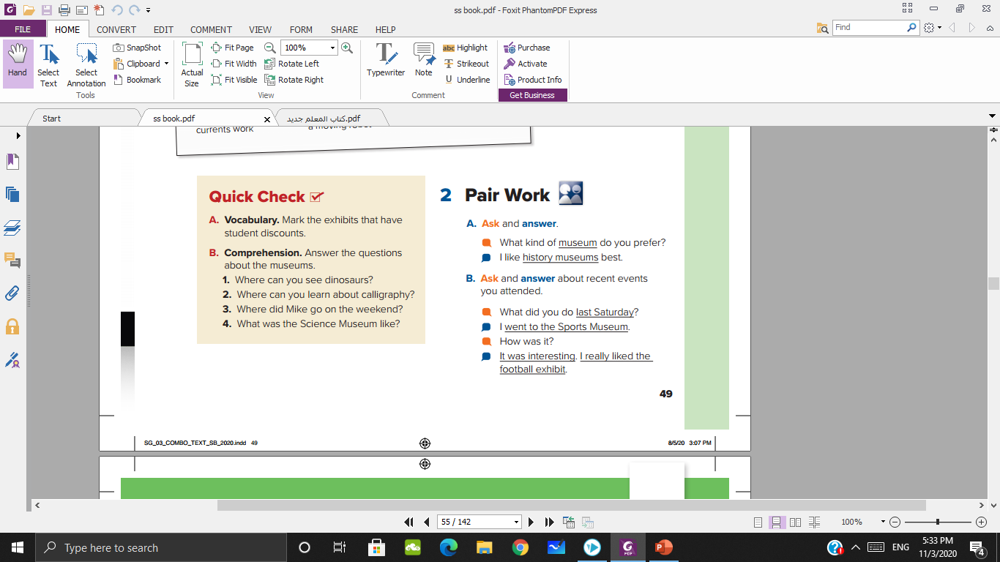 ss book.pdf - Foxit PhantomPDF Express
FILE
HOME
CONVERT
EDIT
COMMENT
VIEW
FORM
SHARE
HELP
Find
Hand
Select
Text
Select
Annotation
SnapShot
Clipboard
Bookmark
Tools
Actual
Size
Fit Page
Fit Width
Fit Visible
100%
Rotate Left
Rotate Right
View
Typewriter
Note
abc Highlight
T Strikeout
U Underline
Comment
Purchase
Activate
Product Info
Get Business
Start
ss book.pdf
كتاب المعلم جديد.pdf
currents work
a moving robot
Quick Check
A. Vocabulary. Mark the exhibits that have
student discounts.
B. Comprehension. Answer the questions
about the museums.
1. Where can you see dinosaurs?
2. Where can you learn about calligraphy?
3. Where did Mike go on the weekend?
4. What was the Science Museum like?
2 Pair Work
A. Ask and answer.
What kind of museum do you prefer?
I like history museums best.
B. Ask and answer about recent events
you attended.
What did you do last Saturday?
I went to the Sports Museum.
How was it?
It was interesting. I really liked the
football exhibit.
49
SG_03_COMBO_TEXT_SB_2020.indd 49
8/5/20 3:07 PM
55 / 142
100%
Type here to search
ENG
5:33 PM
11/3/2020
4